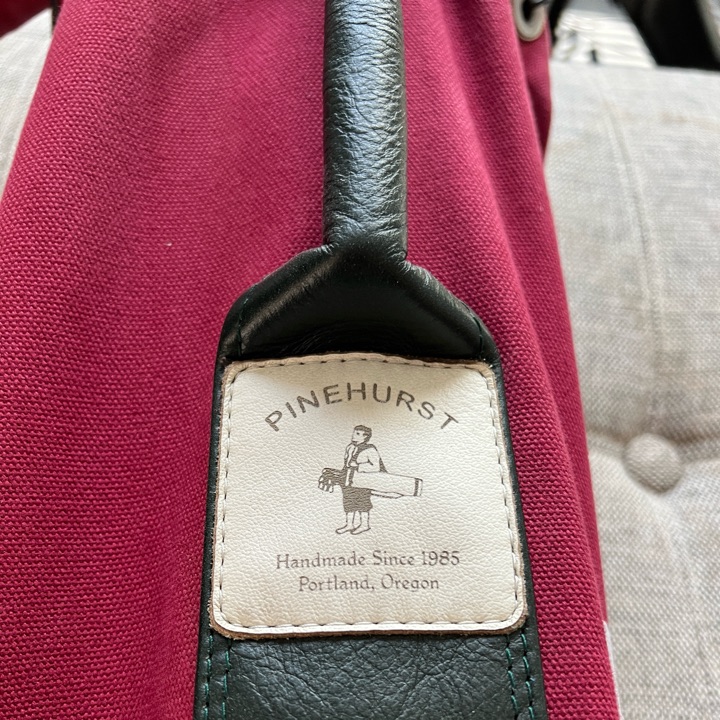 PINEHURST
Handmade Since 1985
Portland, Oregon